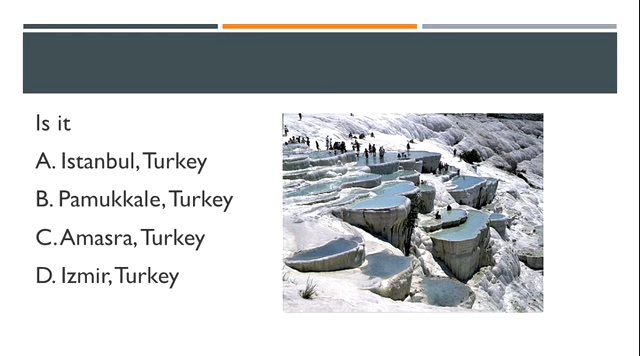 Is it
A. Istanbul, Turkey
B. Pamukkale, Turkey
C. Amasra, Turkey
D. Izmir, Turkey